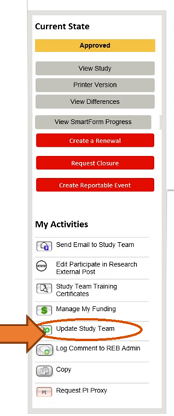 Current State
Approved
View Study
Printer Version
View Differences
View SmartForm Progress
Create a Renewal
Request Closure
Create Reportable Event
My Activities
Send Email to Study Team
Edit Participate in Research
External Post
Study Team Training
Certificates
Manage My Funding
Update Study Team
Log Comment to REB Admin
Copy
Request PI Proxy